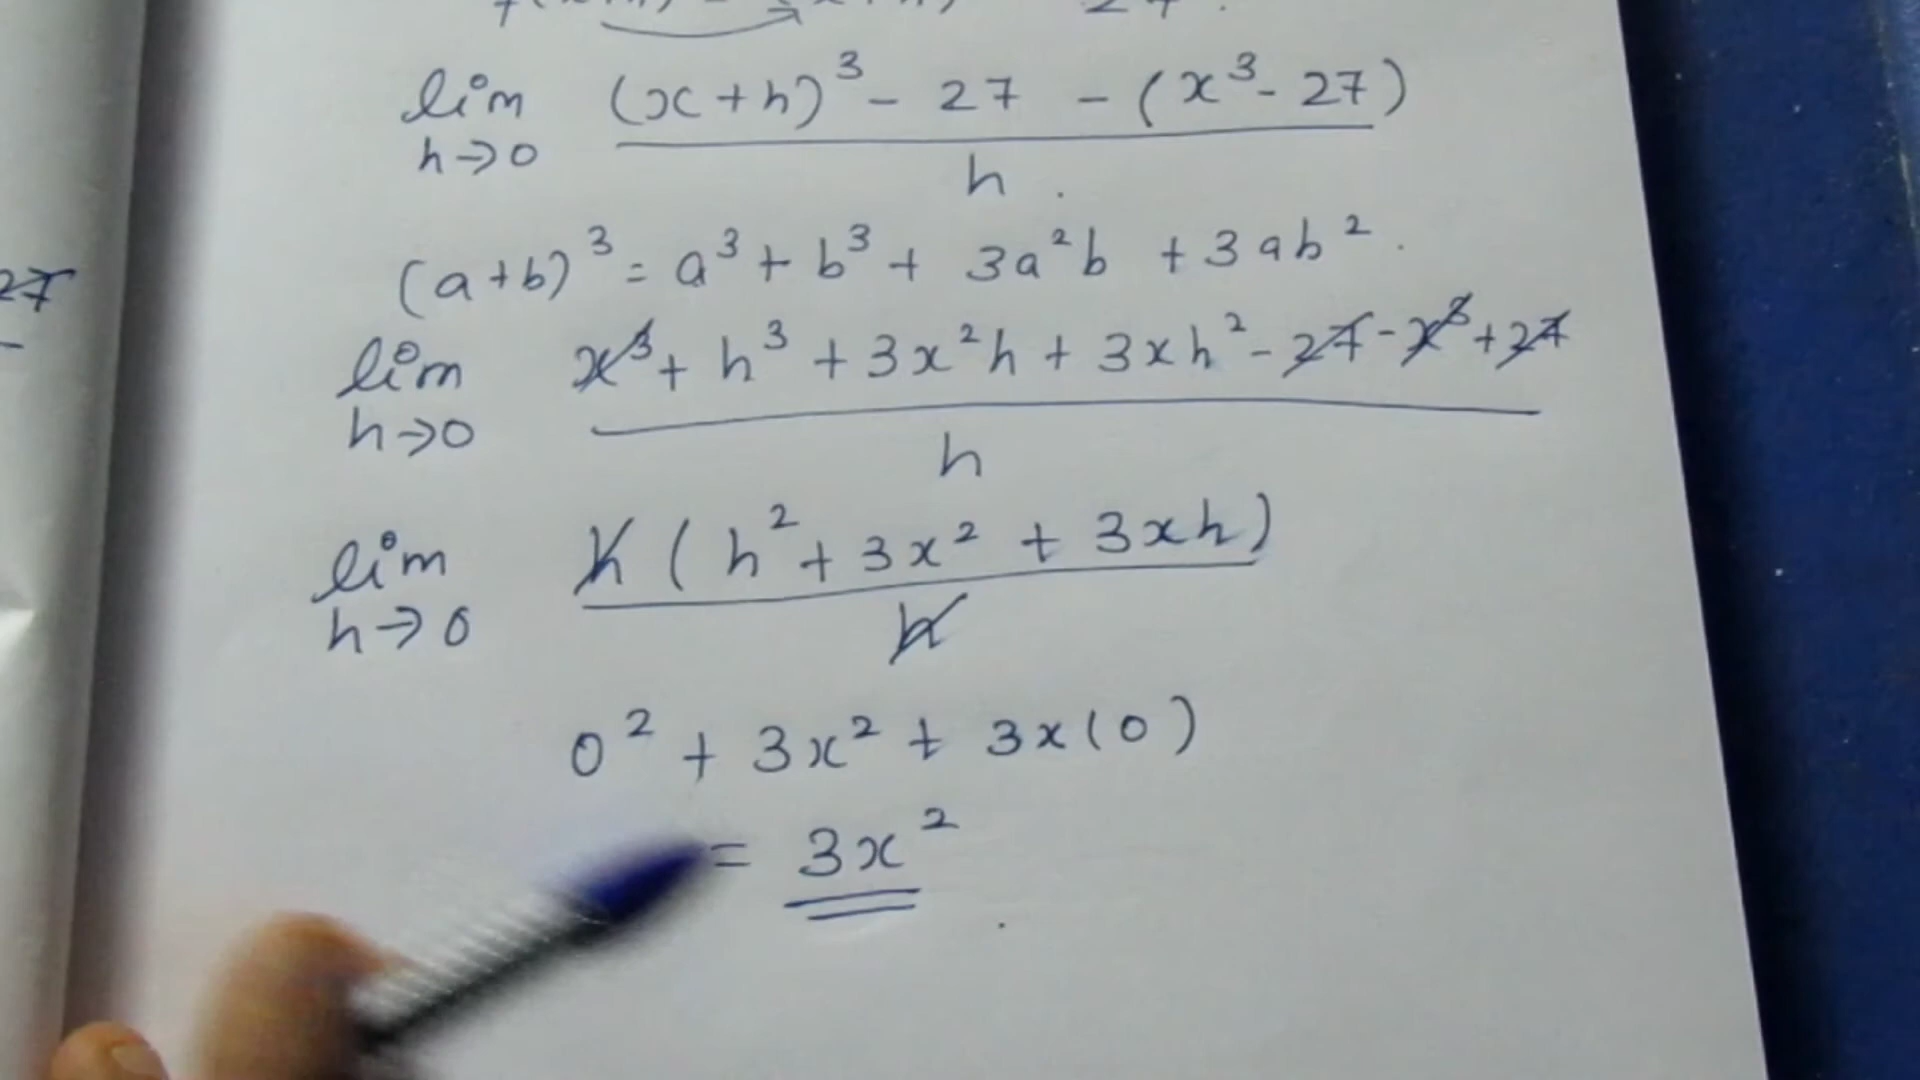 lim (x+h)³ - 27 - (x³ - 27)
h→0 h
(a+b)³ = a³ + b³ + 3a²b + 3ab².
lim x³ + h³ + 3x²h + 3xh² - 27 - x³ + 27
h→0 h
lim h(h² + 3x² + 3xh)
h→0 h
0² + 3x² + 3x(0)
= 3x²
27